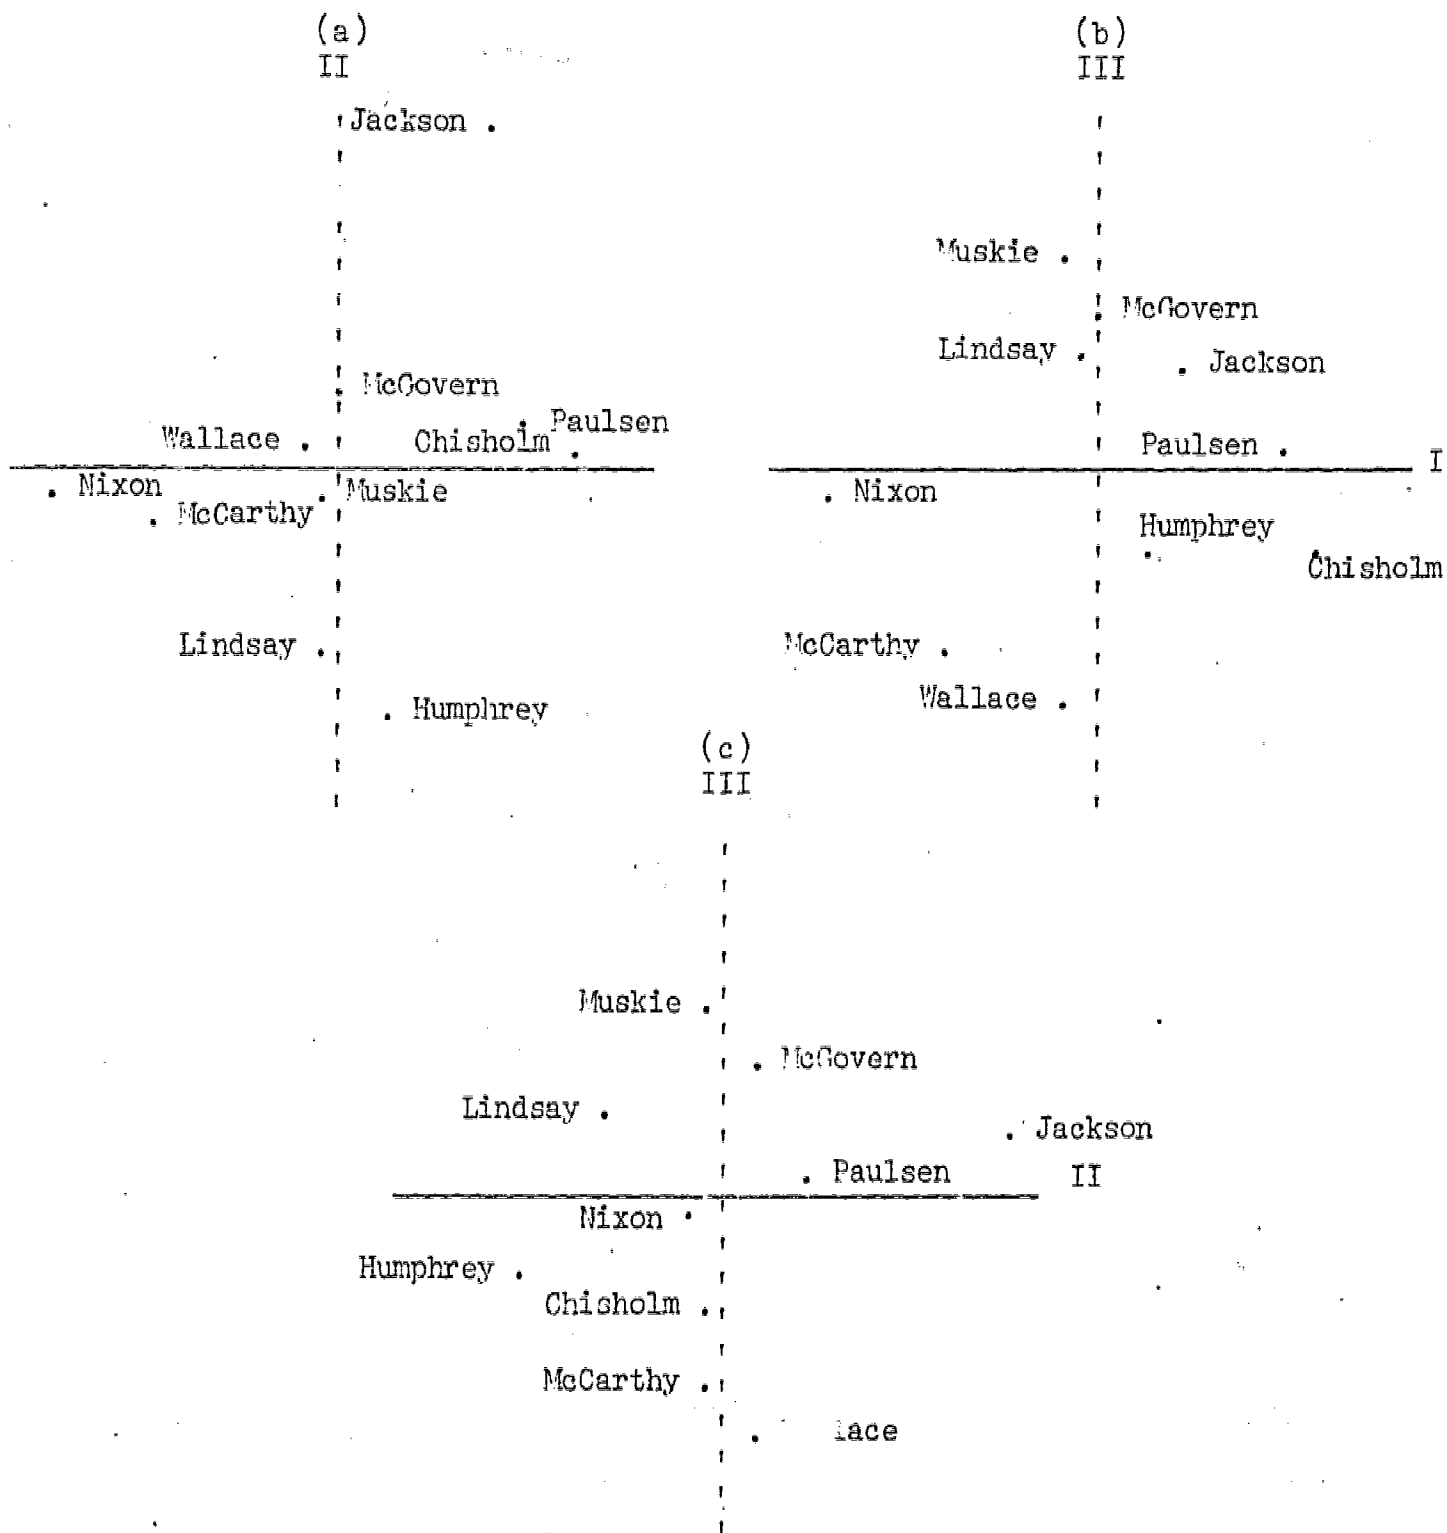 (a)
II
Jackson
McGovern
Wallace
Chisholm
Paulsen
Nixon
McCarthy
Muskie
Lindsay
Humphrey
(b)
III
Muskie
McGovern
Lindsay
Jackson
Paulsen
I
Nixon
Humphrey
Chisholm
McCarthy
Wallace
(c)
III
Muskie
McGovern
Lindsay
Jackson
Paulsen
II
Nixon
Humphrey
Chisholm
McCarthy
lace